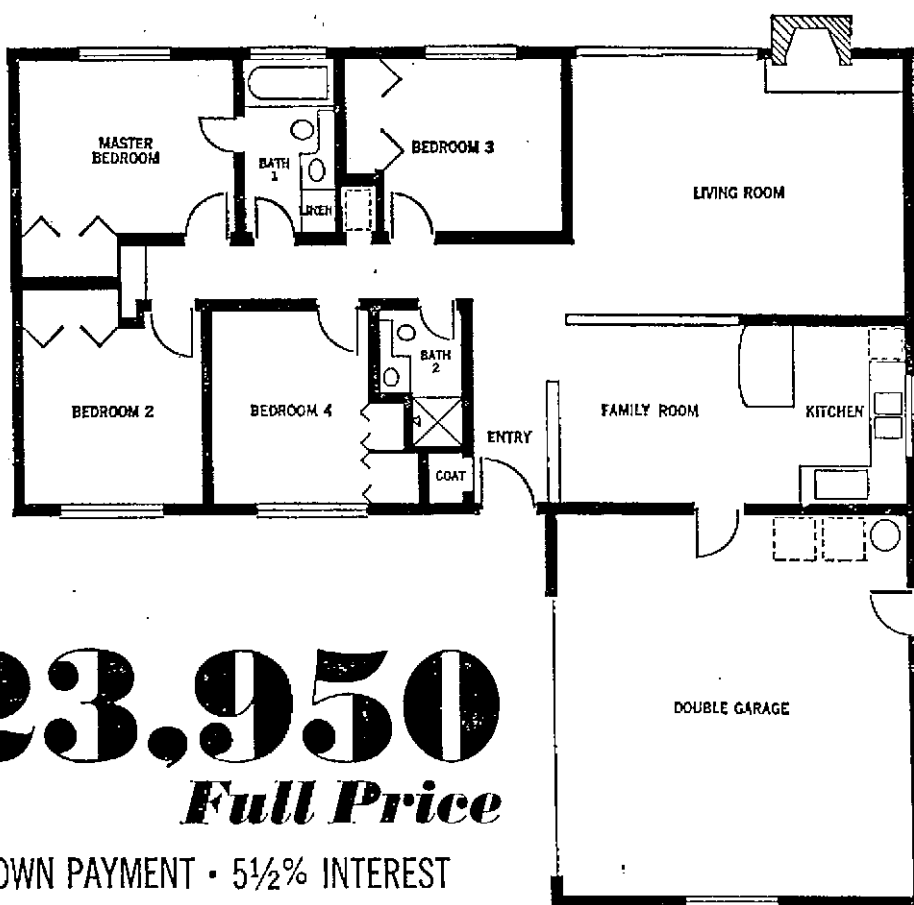 MASTER
BEDROOM
BATH
1
LINEN
BEDROOM 3
LIVING ROOM
BEDROOM 2
BEDROOM 4
BATH
2
ENTRY
COAT
FAMILY ROOM
KITCHEN
DOUBLE GARAGE
23,950
Full Price
OWN PAYMENT · 5½% INTEREST